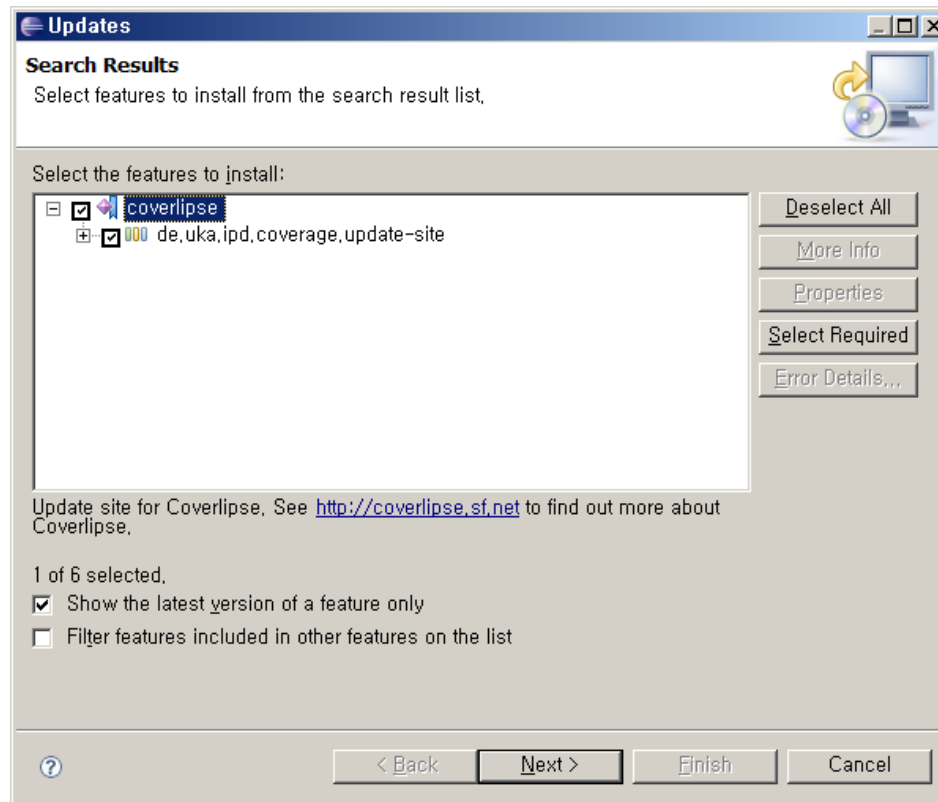 Updates
Search Results
Select features to install from the search result list,
Select the features to install:
coverlipse
de,uka,ipd,coverage,update-site
Deselect All
More Info
Properties
Select Required
Error Details,,,
Update site for Coverlipse, See http://coverlipse,sf,net to find out more about
Coverlipse,
1 of 6 selected,
Show the latest version of a feature only
Filter features included in other features on the list
< Back
Next >
Finish
Cancel